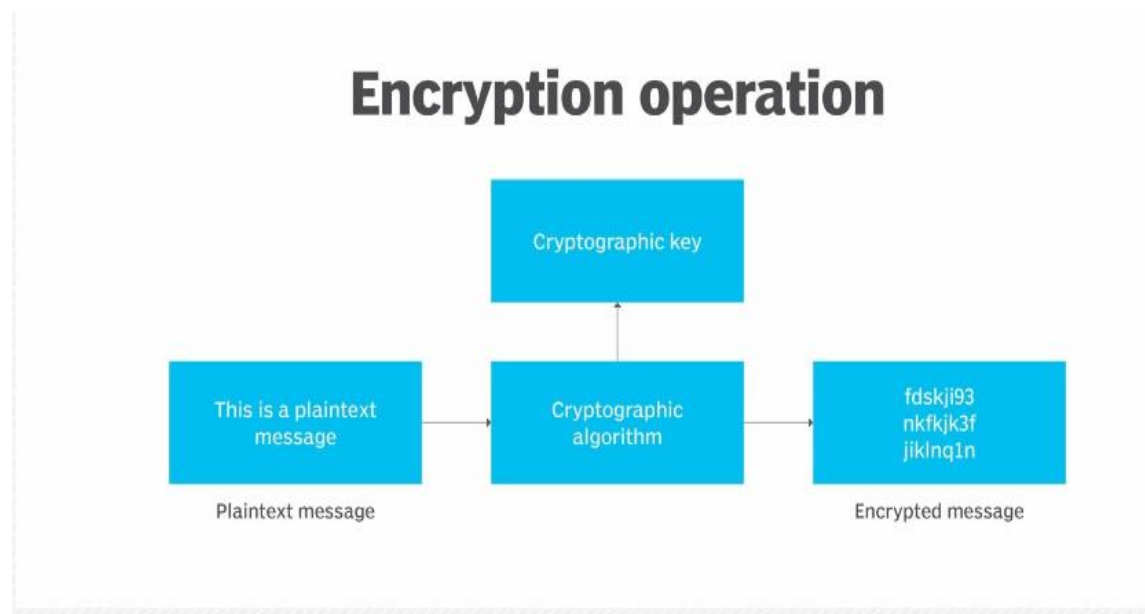 Encryption operation
Cryptographic key
This is a plaintext
message
Cryptographic
algorithm
fdskji93
nkfkjk3f
jiklnq1n
Plaintext message
Encrypted message